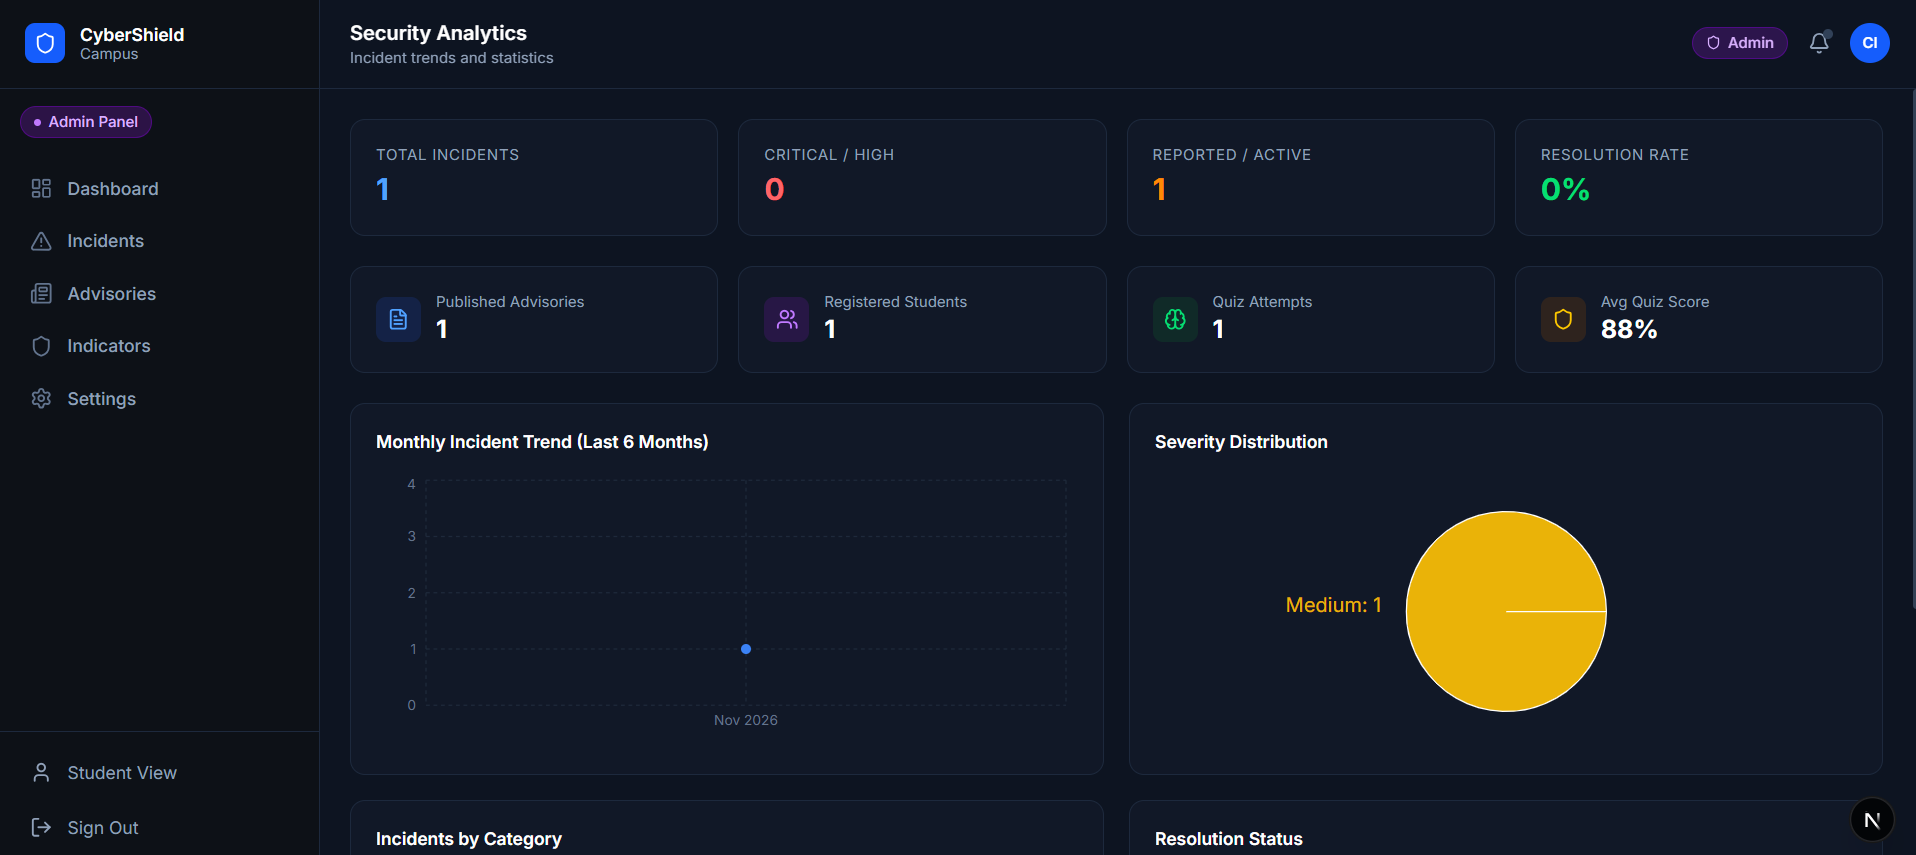 CyberShield
Campus
Admin Panel
Dashboard
Incidents
Advisories
Indicators
Settings
Student View
Sign Out
Security Analytics
Incident trends and statistics
Admin
CI
TOTAL INCIDENTS
1
CRITICAL / HIGH
0
REPORTED / ACTIVE
1
RESOLUTION RATE
0%
Published Advisories
1
Registered Students
1
Quiz Attempts
1
Avg Quiz Score
88%
Monthly Incident Trend (Last 6 Months)
4
3
2
1
0
Nov 2026
Severity Distribution
Medium: 1
Incidents by Category
Resolution Status
N